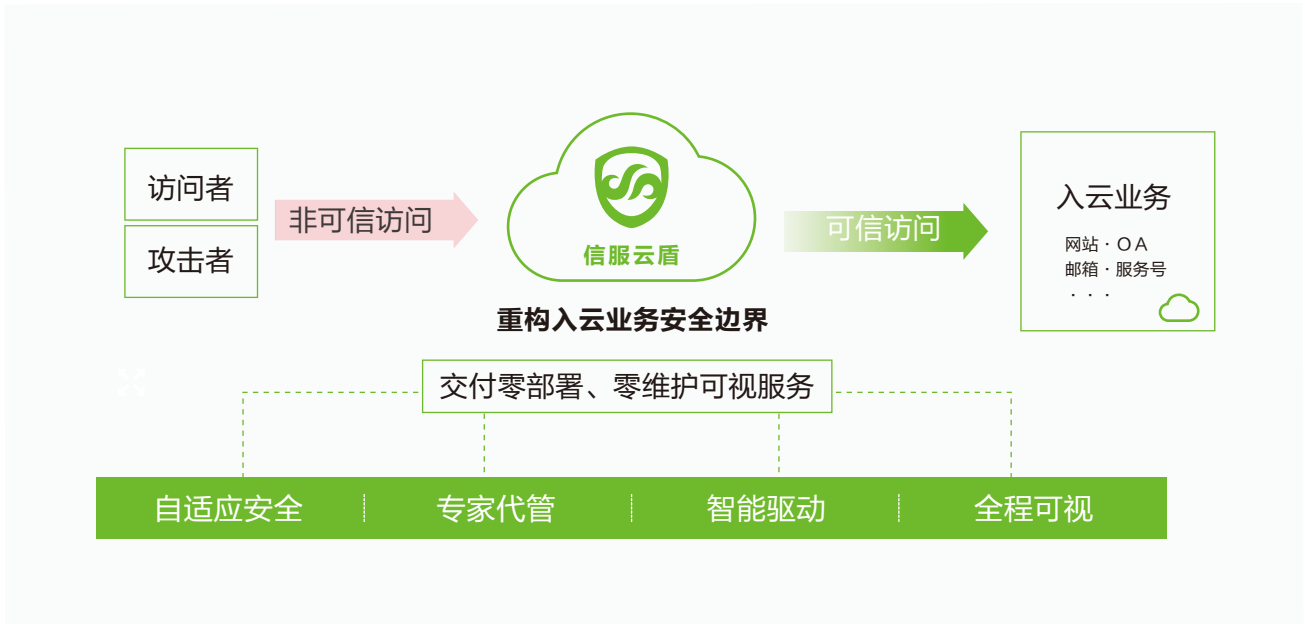 访问者
攻击者
非可信访问
信服云盾
可信访问
入云业务
网站 · OA
邮箱 · 服务号
· · ·
重构入云业务安全边界
交付零部署、零维护可视服务
自适应安全
专家代管
智能驱动
全程可视